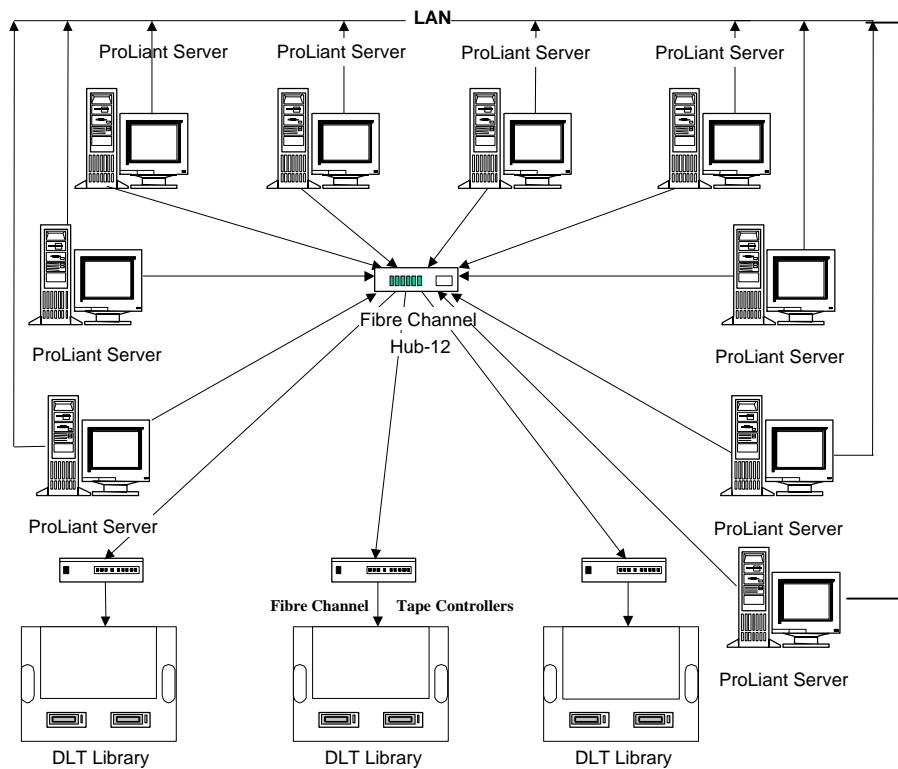 LAN
ProLiant Server
ProLiant Server
ProLiant Server
ProLiant Server
Fibre Channel
Hub-12
ProLiant Server
ProLiant Server
ProLiant Server
ProLiant Server
Fibre Channel Tape Controllers
ProLiant Server
DLT Library
DLT Library
DLT Library